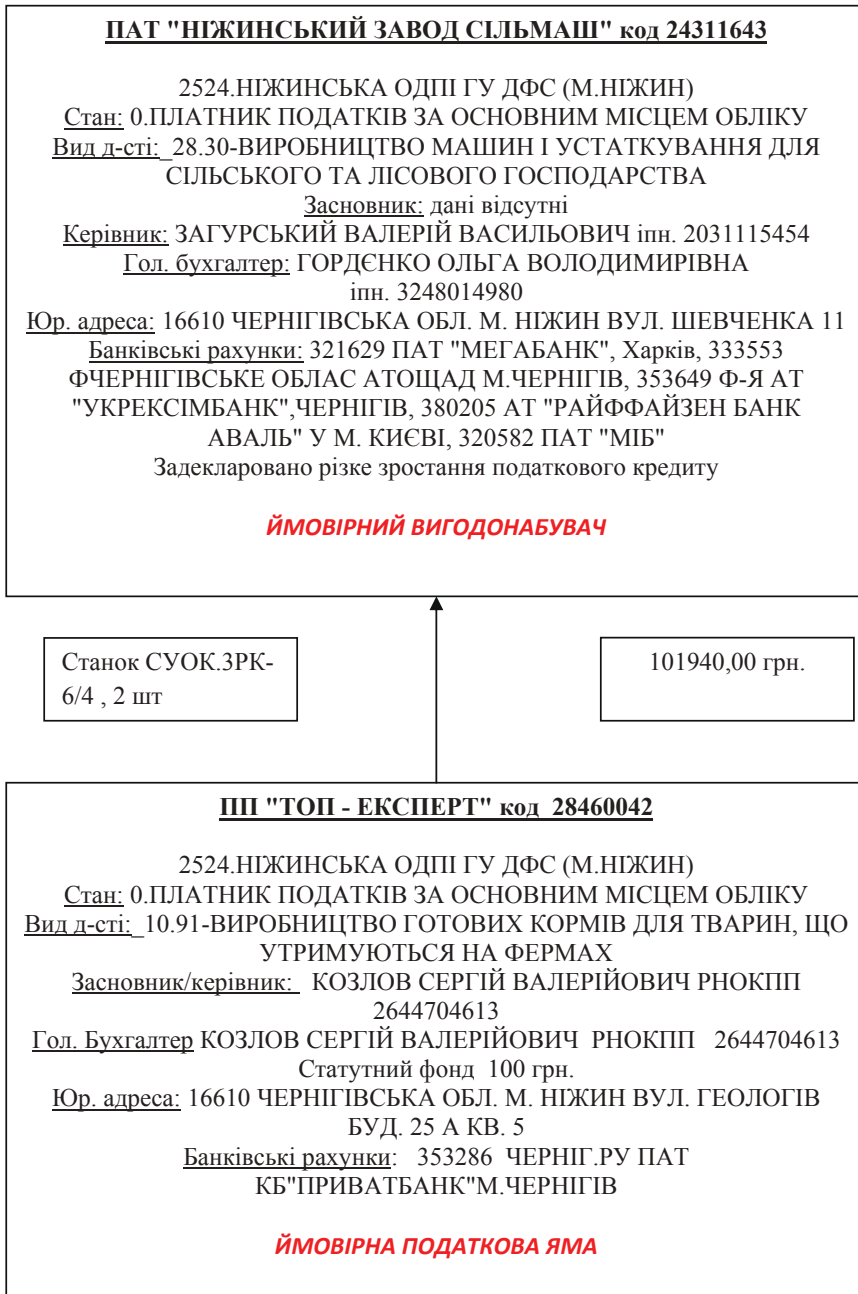 ПАТ "НІЖИНСЬКИЙ ЗАВОД СІЛЬМАШ" код 24311643
2524.НІЖИНСЬКА ОДПІ ГУ ДФС (М.НІЖИН)
Стан: 0.ПЛАТНИК ПОДАТКІВ ЗА ОСНОВНИМ МІСЦЕМ ОБЛІКУ
Вид д-сті: 28.30-ВИРОБНИЦТВО МАШИН І УСТАТКУВАННЯ ДЛЯ
СІЛЬСЬКОГО ТА ЛІСОВОГО ГОСПОДАРСТВА
Засновник: дані відсутні
Керівник: ЗАГУРСЬКИЙ ВАЛЕРІЙ ВАСИЛЬОВИЧ іпн. 2031115454
Гол. бухгалтер: ГОРДЄНКО ОЛЬГА ВОЛОДИМИРІВНА
іпн. 3248014980
Юр. адреса: 16610 ЧЕРНІГІВСЬКА ОБЛ. М. НІЖИН ВУЛ. ШЕВЧЕНКА 11
Банківські рахунки: 321629 ПАТ "МЕГАБАНК", Харків, 333553
ФЧЕРНІГІВСЬКЕ ОБЛАС АТОЩАД М.ЧЕРНІГІВ, 353649 Ф-Я АТ
"УКРЕКСІМБАНК",ЧЕРНІГІВ, 380205 АТ "РАЙФФАЙЗЕН БАНК
АВАЛЬ" У М. КИЄВІ, 320582 ПАТ "МІБ"
Задекларовано різке зростання податкового кредиту
ЙМОВІРНИЙ ВИГОДОНАБУВАЧ
Станок СУОК.ЗРК-
6/4 , 2 шт
101940,00 грн.
ПП "ТОП - ЕКСПЕРТ" код 28460042
2524.НІЖИНСЬКА ОДПІ ГУ ДФС (М.НІЖИН)
Стан: 0.ПЛАТНИК ПОДАТКІВ ЗА ОСНОВНИМ МІСЦЕМ ОБЛІКУ
Вид д-сті: 10.91-ВИРОБНИЦТВО ГОТОВИХ КОРМІВ ДЛЯ ТВАРИН, ЩО
УТРИМУЮТЬСЯ НА ФЕРМАХ
Засновник/керівник: КОЗЛОВ СЕРГІЙ ВАЛЕРІЙОВИЧ РНОКПП
2644704613
Гол. Бухгалтер КОЗЛОВ СЕРГІЙ ВАЛЕРІЙОВИЧ РНОКПП 2644704613
Статутний фонд 100 грн.
Юр. адреса: 16610 ЧЕРНІГІВСЬКА ОБЛ. М. НІЖИН ВУЛ. ГЕОЛОГІВ
БУД. 25 А КВ. 5
Банківські рахунки: 353286 ЧЕРНІГ.РУ ПАТ
КБ"ПРИВАТБАНК"М.ЧЕРНІГІВ
ЙМОВІРНА ПОДАТКОВА ЯМА